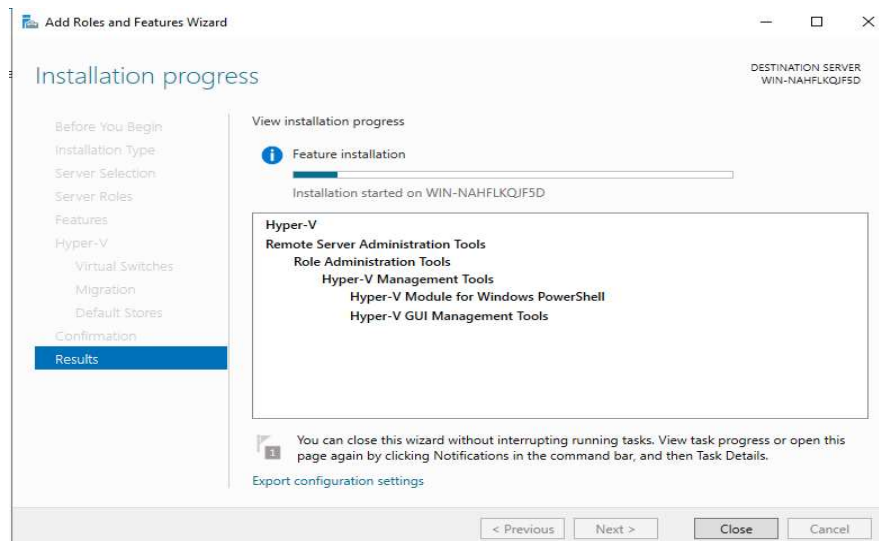 Add Roles and Features Wizard
Installation progress
DESTINATION SERVER
WIN-NAHFLKQJF5D
Before You Begin
Installation Type
Server Selection
Server Roles
Features
Hyper-V
Virtual Switches
Migration
Default Stores
Confirmation
Results
View installation progress
Feature installation
Installation started on WIN-NAHFLKQJF5D
Hyper-V
Remote Server Administration Tools
Role Administration Tools
Hyper-V Management Tools
Hyper-V Module for Windows PowerShell
Hyper-V GUI Management Tools
1
You can close this wizard without interrupting running tasks. View task progress or open this
page again by clicking Notifications in the command bar, and then Task Details.
Export configuration settings
< Previous
Next >
Close
Cancel